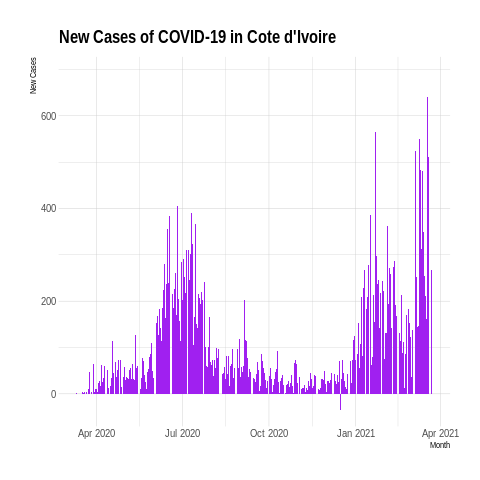 New Cases of COVID-19 in Cote d'Ivoire
New Cases
600
400
200
0
Apr 2020 Jul 2020 Oct 2020 Jan 2021 Apr 2021
Month